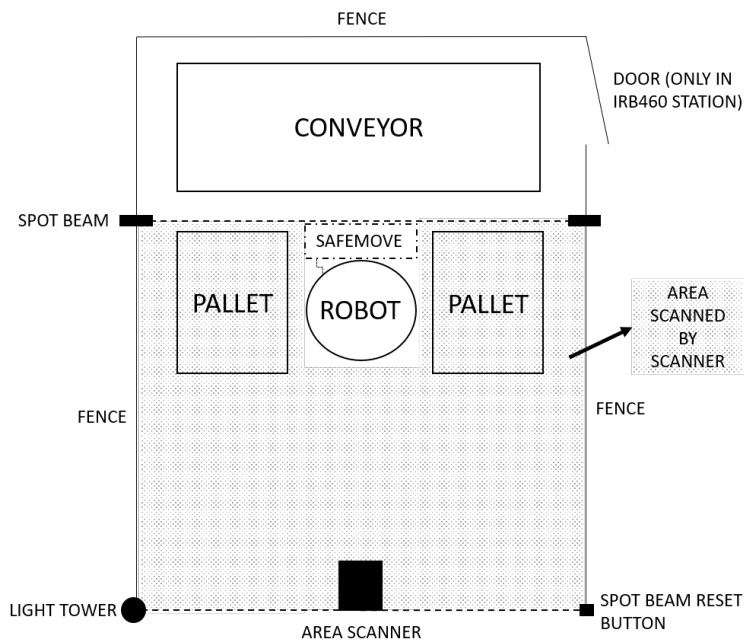 FENCE
DOOR (ONLY IN
IRB460 STATION)
CONVEYOR
SPOT BEAM
SAFEMOVE
PALLET
ROBOT
PALLET
AREA
SCANNED
BY
SCANNER
FENCE
FENCE
LIGHT TOWER
SPOT BEAM RESET
BUTTON
AREA SCANNER